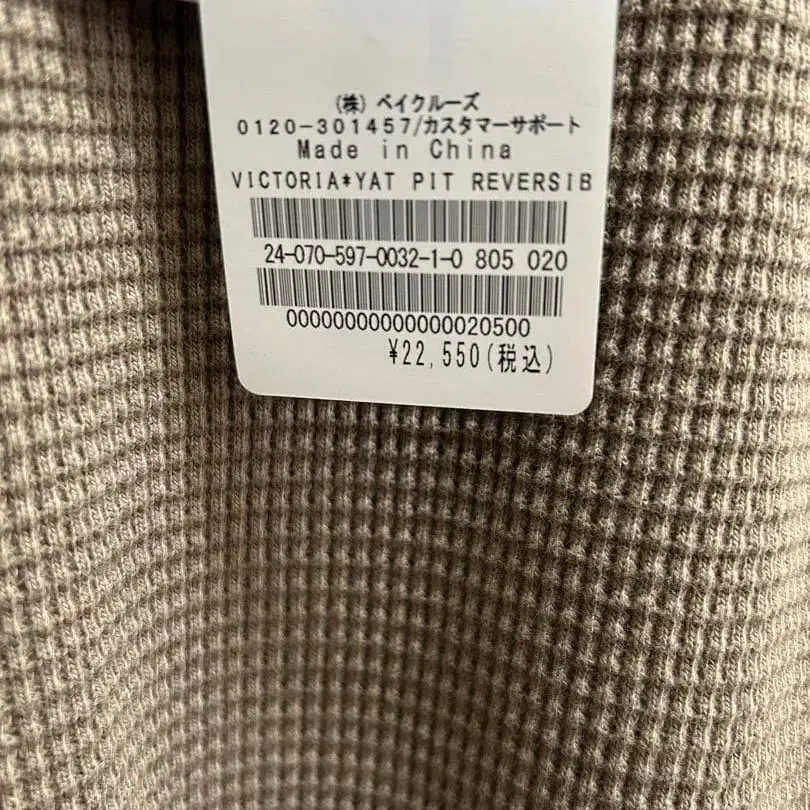 (株) ベイクルーズ
0120-301457/カスタマーサポート
Made in China
VICTORIA*YAT PIT REVERSIB
24-070-597-0032-1-0 805 020
00000000000000020500
¥22,550(税込)